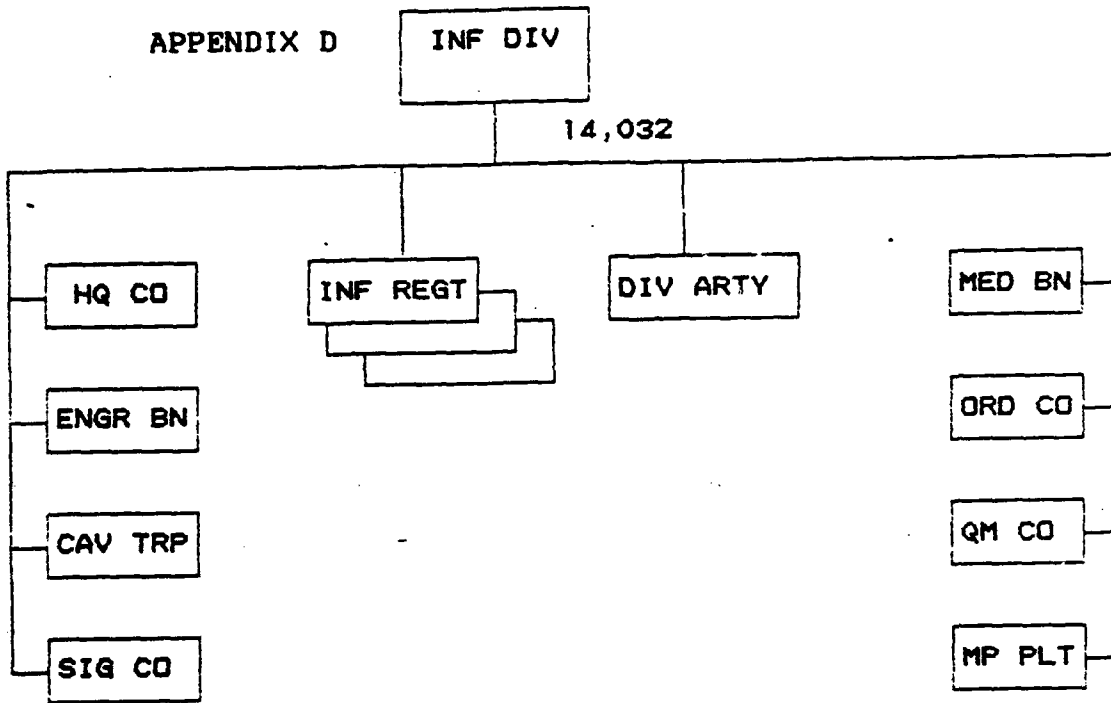 APPENDIX D
INF DIV
14,032
HQ CO
INF REGT
DIV ARTY
MED BN
ENGR BN
ORD CO
CAV TRP
QM CO
SIG CO
MP PLT